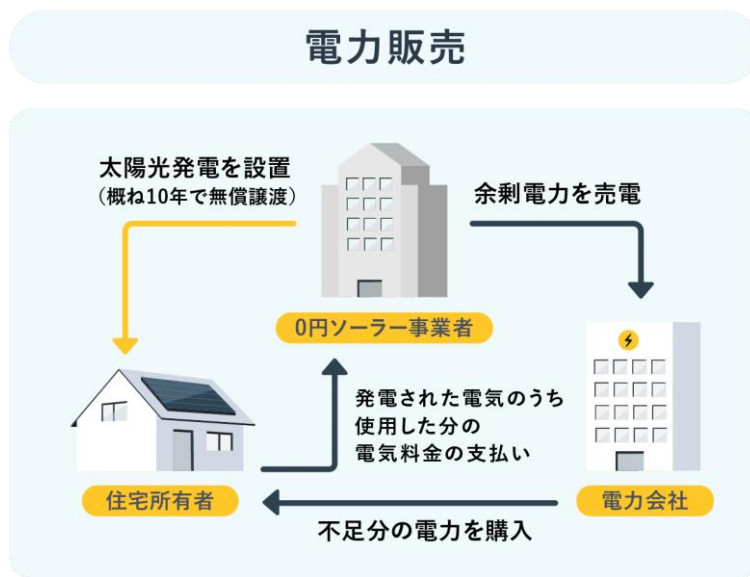 電力販売
太陽光発電を設置
（概ね10年で無償譲渡）
余剰電力を売電
0円ソーラー事業者
発電された電気のうち
使用した分の
電気料金の支払い
住宅所有者
電力会社
不足分の電力を購入